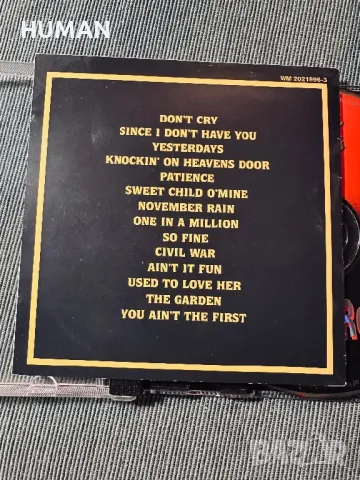 HUMAN
WM 2021996-3
DON'T CRY
SINCE I DON'T HAVE YOU
YESTERDAYS
KNOCKIN' ON HEAVENS DOOR
PATIENCE
SWEET CHILD O'MINE
NOVEMBER RAIN
ONE IN A MILLION
SO FINE
CIVIL WAR
AIN'T IT FUN
USED TO LOVE HER
THE GARDEN
YOU AIN'T THE FIRST
BAZAR